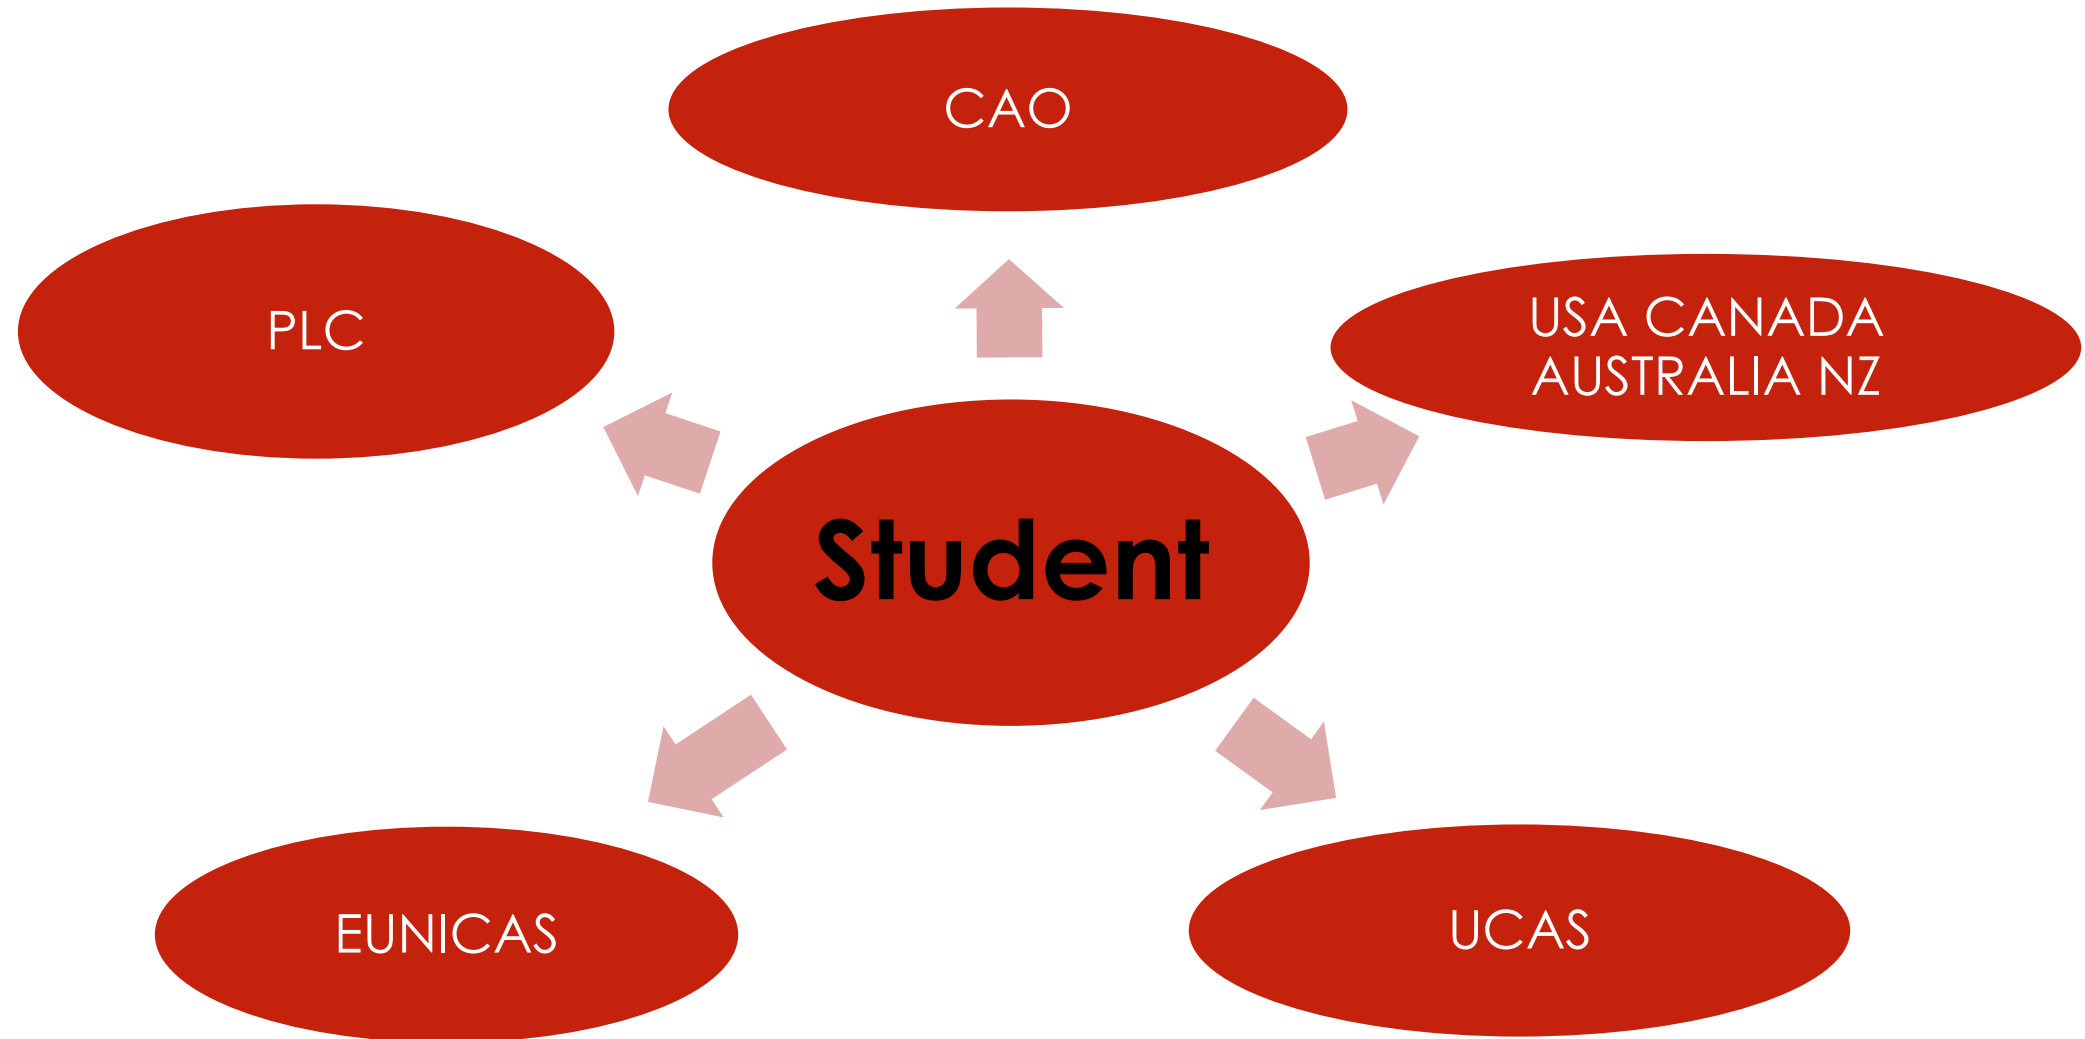 CAO
PLC
USA CANADA
AUSTRALIA NZ
Student
EUNICAS
UCAS